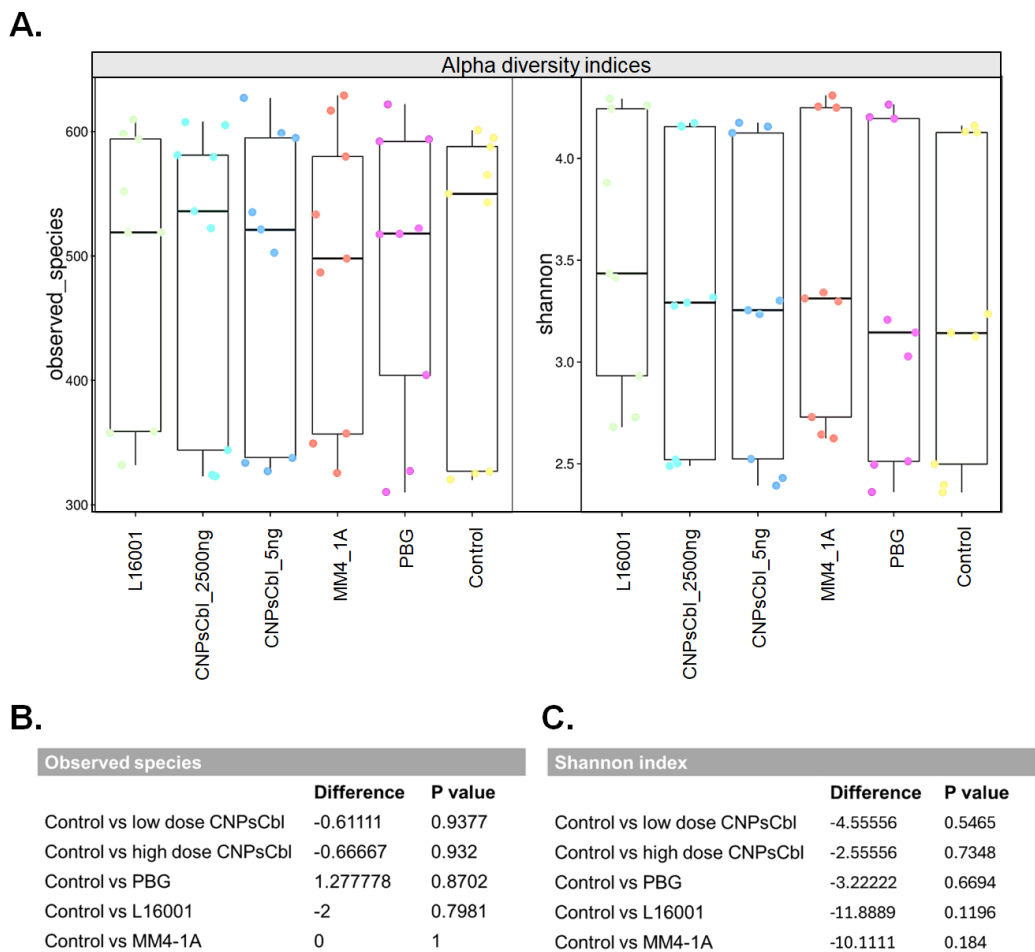 A.
Alpha diversity indices
observed_species
600
500
400
300
shannon
4.0
3.5
3.0
2.5
L16001
CNPsCbl_2500ng
CNPsCbl_5ng
MM4_1A
PBG
Control
L16001
CNPsCbl_2500ng
CNPsCbl_5ng
MM4_1A
PBG
Control
B.
Observed species
Difference P value
Control vs low dose CNPsCbl -0.61111 0.9377
Control vs high dose CNPsCbl -0.66667 0.932
Control vs PBG 1.277778 0.8702
Control vs L16001 -2 0.7981
Control vs MM4-1A 0 1
C.
Shannon index
Difference P value
Control vs low dose CNPsCbl -4.55556 0.5465
Control vs high dose CNPsCbl -2.55556 0.7348
Control vs PBG -3.22222 0.6694
Control vs L16001 -11.8889 0.1196
Control vs MM4-1A -10.1111 0.184